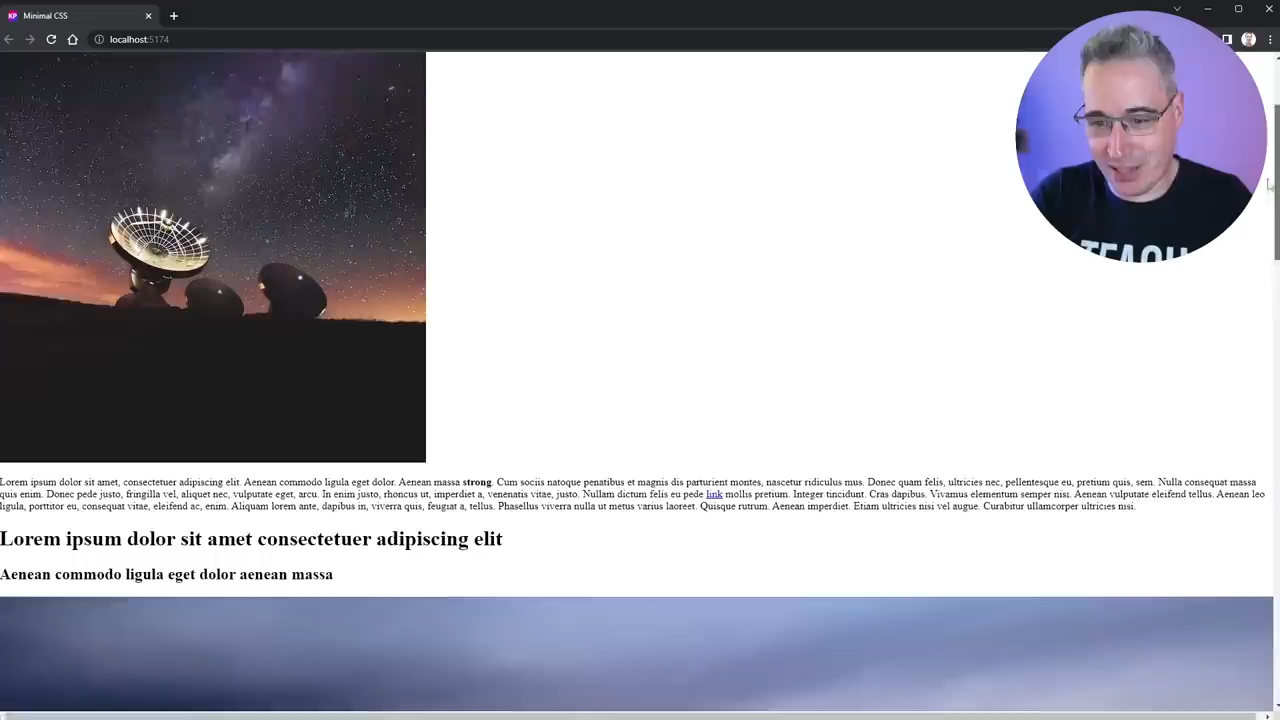 KP Minimal CSS
localhost:5174
TEACH
Lorem ipsum dolor sit amet, consectetuer adipiscing elit. Aenean commodo ligula eget dolor. Aenean massa strong. Cum sociis natoque penatibus et magnis dis parturient montes, nascetur ridiculus mus. Donec quam felis, ultricies nec, pellentesque eu, pretium quis, sem. Nulla consequat massa
quis enim. Donec pede justo, fringilla vel, aliquet nec, vulputate eget, arcu. In enim justo, rhoncus ut, imperdiet a, venenatis vitae, justo. Nullam dictum felis eu pede link mollis pretium. Integer tincidunt. Cras dapibus. Vivamus elementum semper nisi. Aenean vulputate eleifend tellus. Aenean leo
ligula, porttitor eu, consequat vitae, eleifend ac, enim. Aliquam lorem ante, dapibus in, viverra quis, feugiat a, tellus. Phasellus viverra nulla ut metus varius laoreet. Quisque rutrum. Aenean imperdiet. Etiam ultricies nisi vel augue. Curabitur ullamcorper ultricies nisi.
Lorem ipsum dolor sit amet consectetuer adipiscing elit
Aenean commodo ligula eget dolor aenean massa